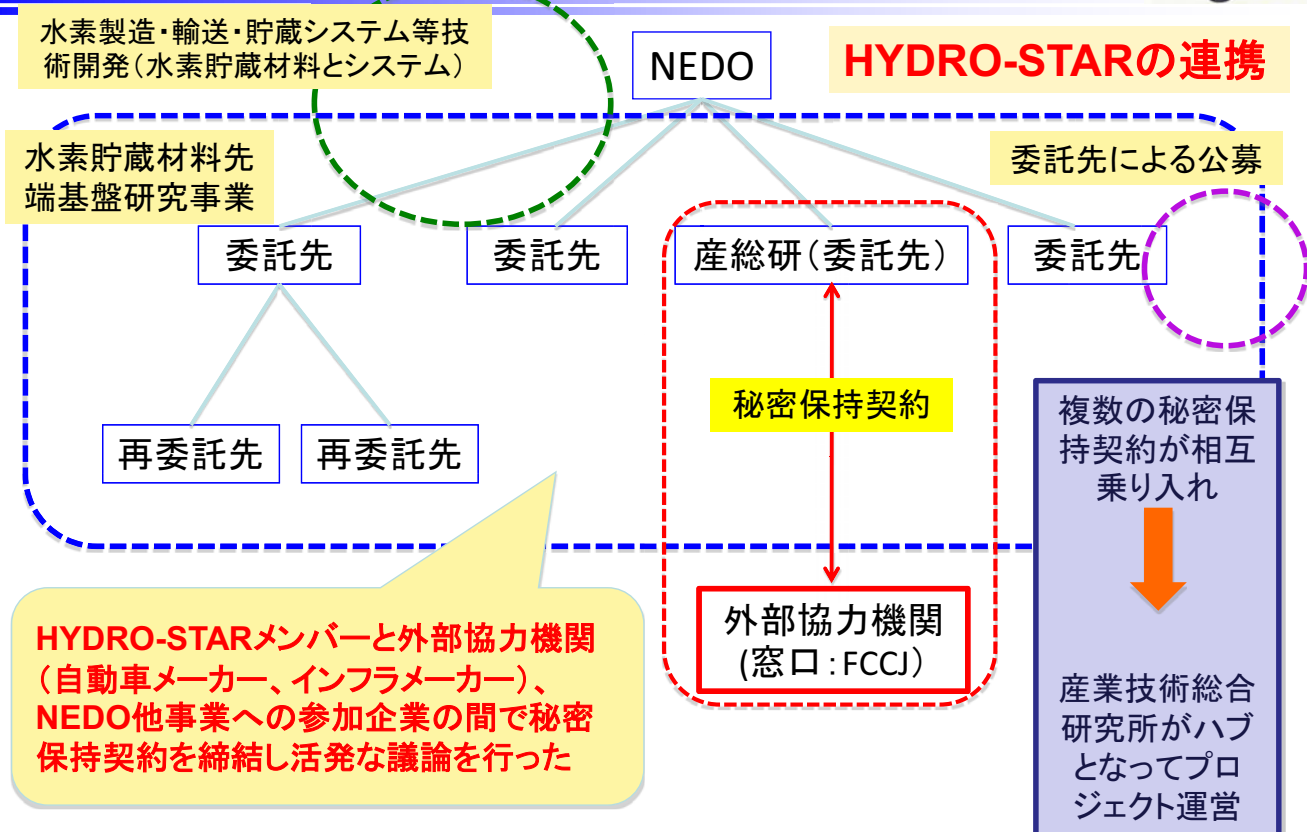 水素製造・輸送・貯蔵システム等技
術開発（水素貯蔵材料とシステム）
NEDO
HYDRO-STARの連携
水素貯蔵材料先
端基盤研究事業
委託先による公募
委託先
委託先
産総研（委託先）
委託先
秘密保持契約
再委託先
再委託先
複数の秘密保
持契約が相互
乗り入れ
外部協力機関
(窓口：FCCJ）
HYDRO-STARメンバーと外部協力機関
（自動車メーカー、インフラメーカー）、
NEDO他事業への参加企業の間で秘密
保持契約を締結し活発な議論を行った
産業技術総合
研究所がハブ
となってプロ
ジェクト運営